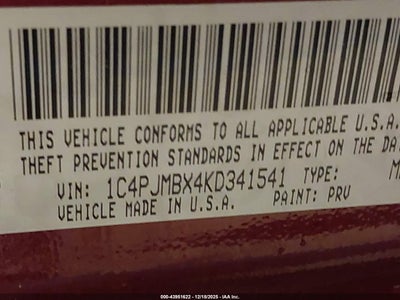 THIS VEHICLE CONFORMS TO ALL APPLICABLE U.S.A.
THEFT PREVENTION STANDARDS IN EFFECT ON THE DA
VIN: 1C4PJMBX4KD341541 TYPE: M
VEHICLE MADE IN U.S.A. PAINT: PRV
000-43951622 - 12/18/2025 - IAA, Inc.